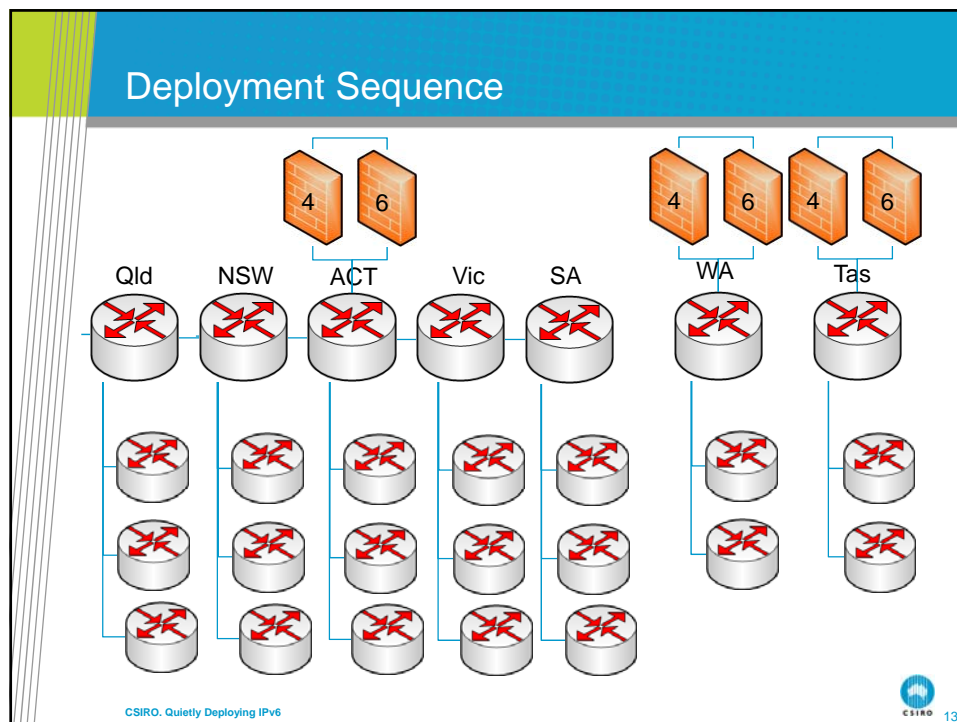 Deployment Sequence
4 6 4 6 4 6
Qld NSW ACT Vic SA WA Tas
CSIRO. Quietly Deploying IPv6
CSIRO
13